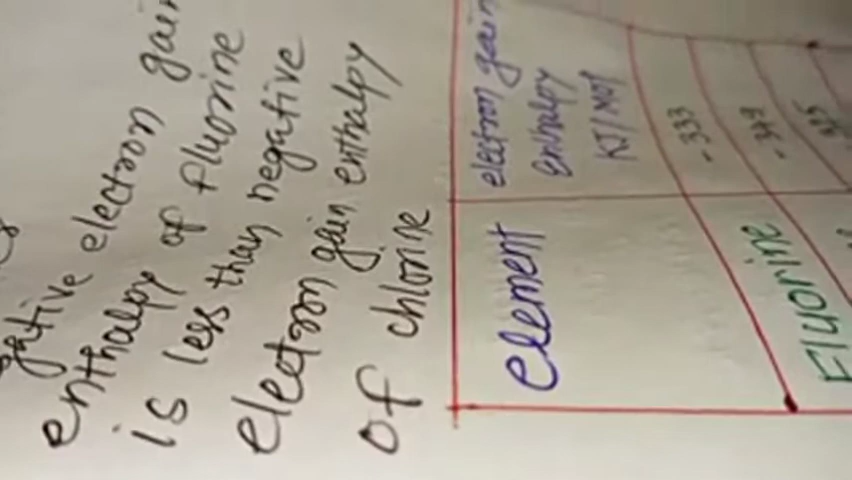 electron gain
enthalpy of fluorine
is less than negative
electron gain enthalpy
of chlorine
element
electron gain
enthalpy
KJ/mol
-333
Fluorine
-349